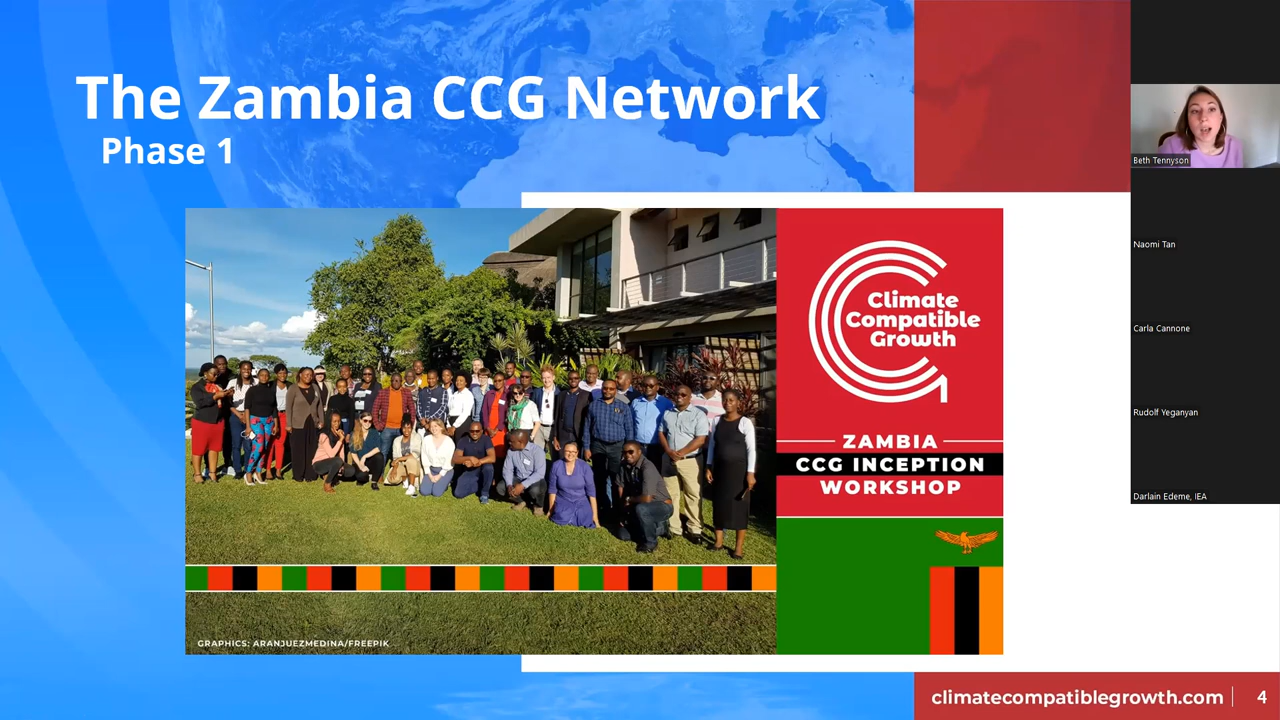 The Zambia CCG Network
Phase 1
Climate
Compatible
Growth
ZAMBIA
CCG INCEPTION
WORKSHOP
GRAPHICS: ARANJUEZMEDINA/FREEPIK
climatecompatiblegrowth.com
4
Beth Tennyson
Naomi Tan
Carla Cannone
Rudolf Yeganyan
Darlain Edeme, IEA